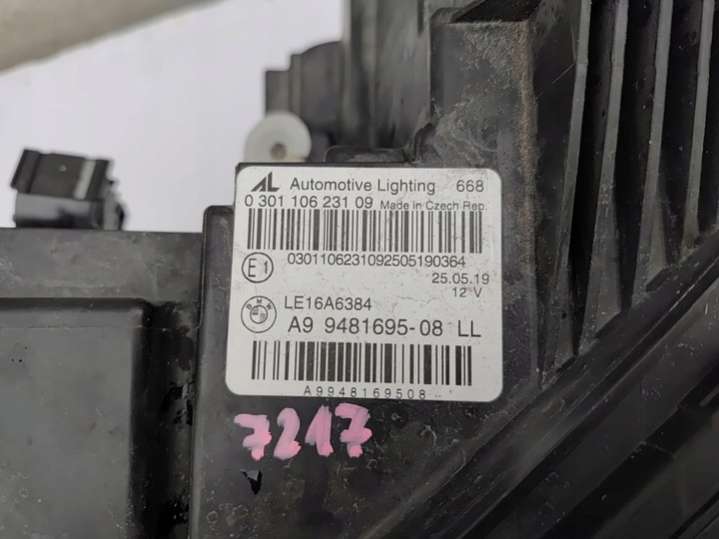 AL Automotive Lighting 668
0 301 106 231 09 Made in Czech Rep.
0301106231092505190364
E1
25.05.19
12 V
LE16A6384
BMW
A9 9481695-08 LL
A9948169508
7217